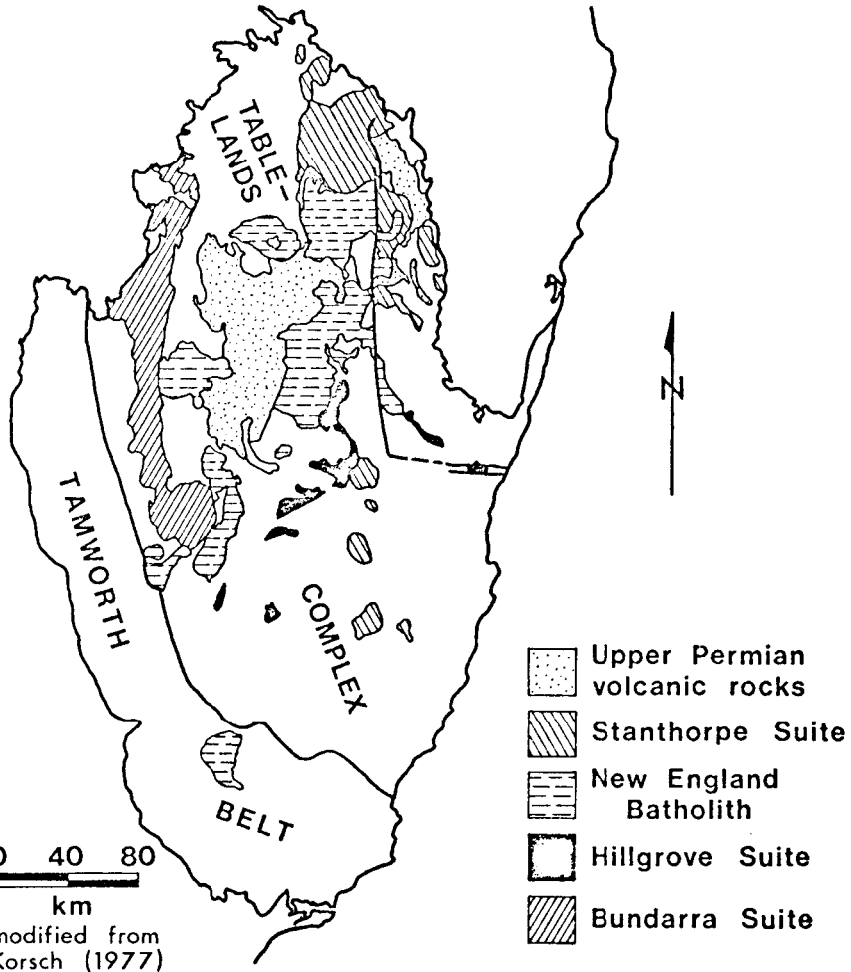 TABLE-
LANDS
N
TAMWORTH
COMPLEX
BELT
Upper Permian
volcanic rocks
Stanthorpe Suite
New England
Batholith
Hillgrove Suite
Bundarra Suite
0 40 80
km
modified from
Korsch (1977)